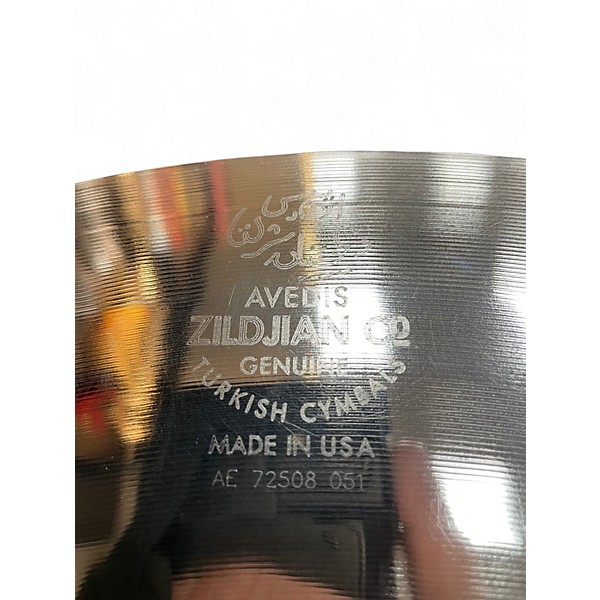 AVEDIS
ZILDJIAN CO
GENUINE
TURKISH CYMBALS
MADE IN USA
AE 72508 051